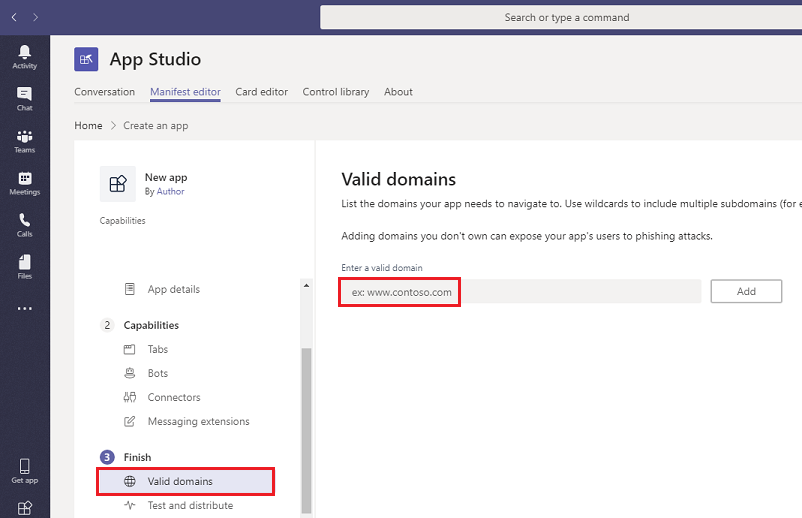 Search or type a command
Activity
Chat
Teams
Meetings
Calls
Files
Get app
App Studio
Conversation Manifest editor Card editor Control library About
Home > Create an app
New app
By Author
Capabilities
App details
2 Capabilities
Tabs
Bots
Connectors
Messaging extensions
3 Finish
Valid domains
Test and distribute
Valid domains
List the domains your app needs to navigate to. Use wildcards to include multiple subdomains (for e
Adding domains you don't own can expose your app's users to phishing attacks.
Enter a valid domain
ex: www.contoso.com
Add